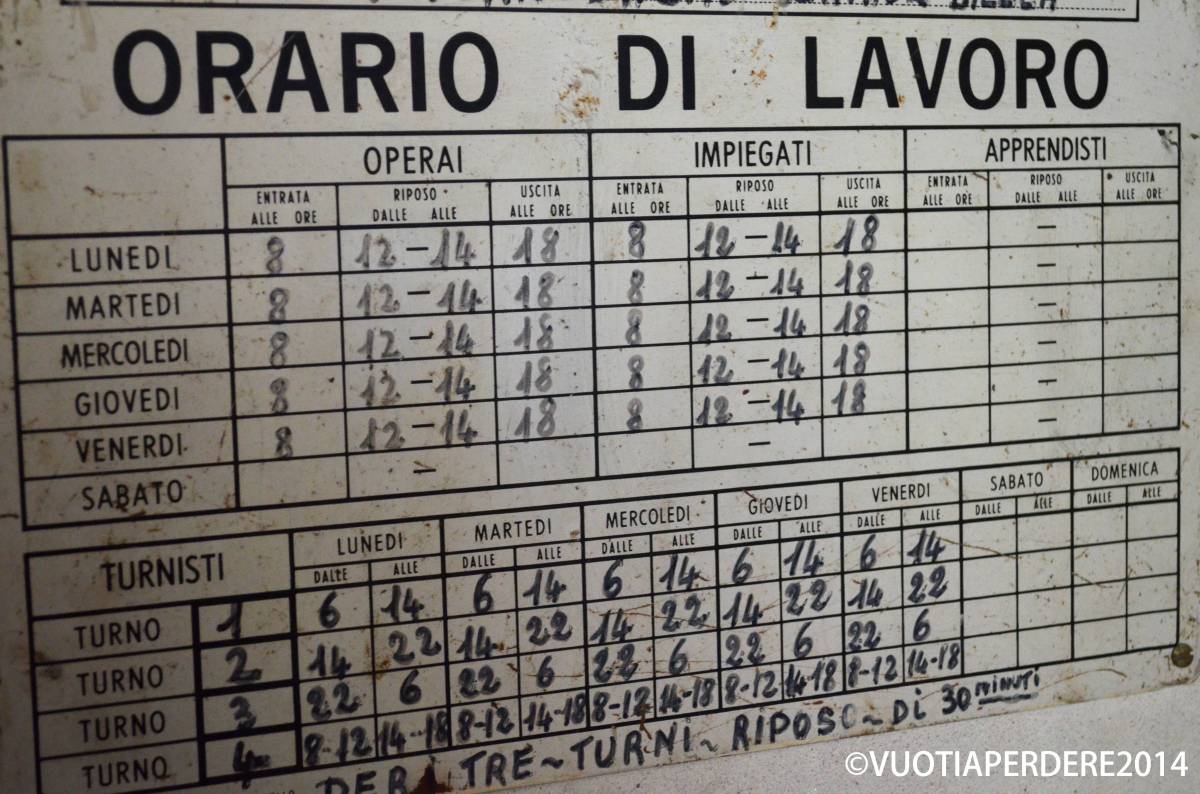 ORARIO DI LAVORO
OPERAI IMPIEGATI APPRENDISTI
ENTRATA ALLE ORE RIPOSO DALLE ALLE USCITA ALLE ORE ENTRATA ALLE ORE RIPOSO DALLE ALLE USCITA ALLE ORE ENTRATA ALLE ORE RIPOSO DALLE ALLE USCITA ALLE ORE
LUNEDI 8 12 – 14 18 8 12 – 14 18 –
MARTEDI 8 12 – 14 18 8 12 – 14 18 –
MERCOLEDI 8 12 – 14 18 8 12 – 14 18 –
GIOVEDI 8 12 – 14 18 8 12 – 14 18 –
VENERDI 8 12 – 14 18 8 12 – 14 18 –
SABATO – – –
TURNISTI LUNEDI MARTEDI MERCOLEDI GIOVEDI VENERDI SABATO DOMENICA
DALLE ALLE DALLE ALLE DALLE ALLE DALLE ALLE DALLE ALLE DALLE ALLE DALLE ALLE
TURNO 1 6 14 6 14 6 14 6 14 6 14
TURNO 2 14 22 14 22 14 22 14 22 14 22
TURNO 3 22 6 22 6 22 6 22 6 22 6
TURNO 4 8-12 14-18 8-12 14-18 8-12 14-18 8-12 14-18 8-12 14-18
PER I TRE ~ TURNI ~ RIPOSO ~ Di 30 MINUTI
©VUOTIAPERDERE2014